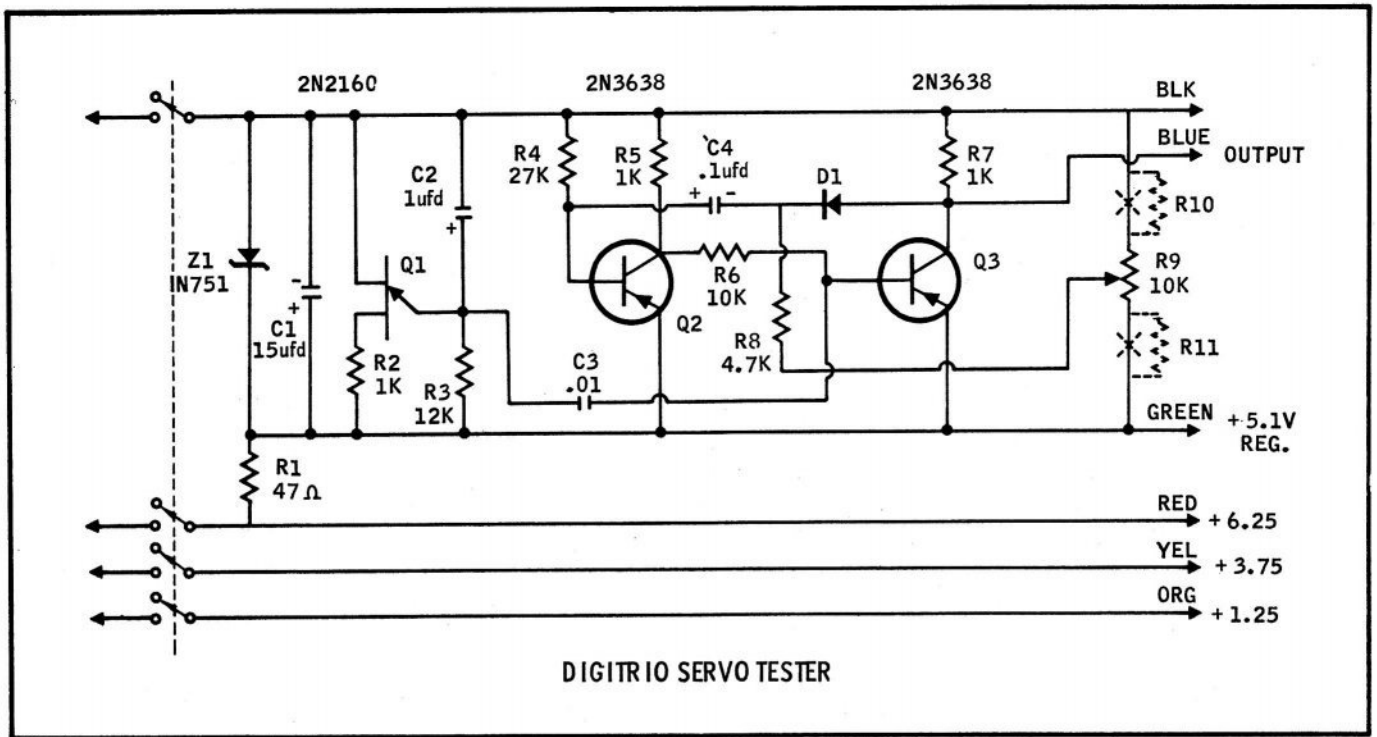 2N2160
2N3638
2N3638
BLK
BLUE
OUTPUT
R4
27K
R5
1K
C4
.1ufd
+ -
D1
R7
1K
C2
1ufd
+
R10
Z1
IN751
-
+
C1
15ufd
Q1
R6
10K
Q2
Q3
R9
10K
R2
1K
R3
12K
C3
.01
R8
4.7K
R11
GREEN
+5.1V
REG.
R1
47Ω
RED
+6.25
YEL
+3.75
ORG
+1.25
DIGITRIO SERVO TESTER